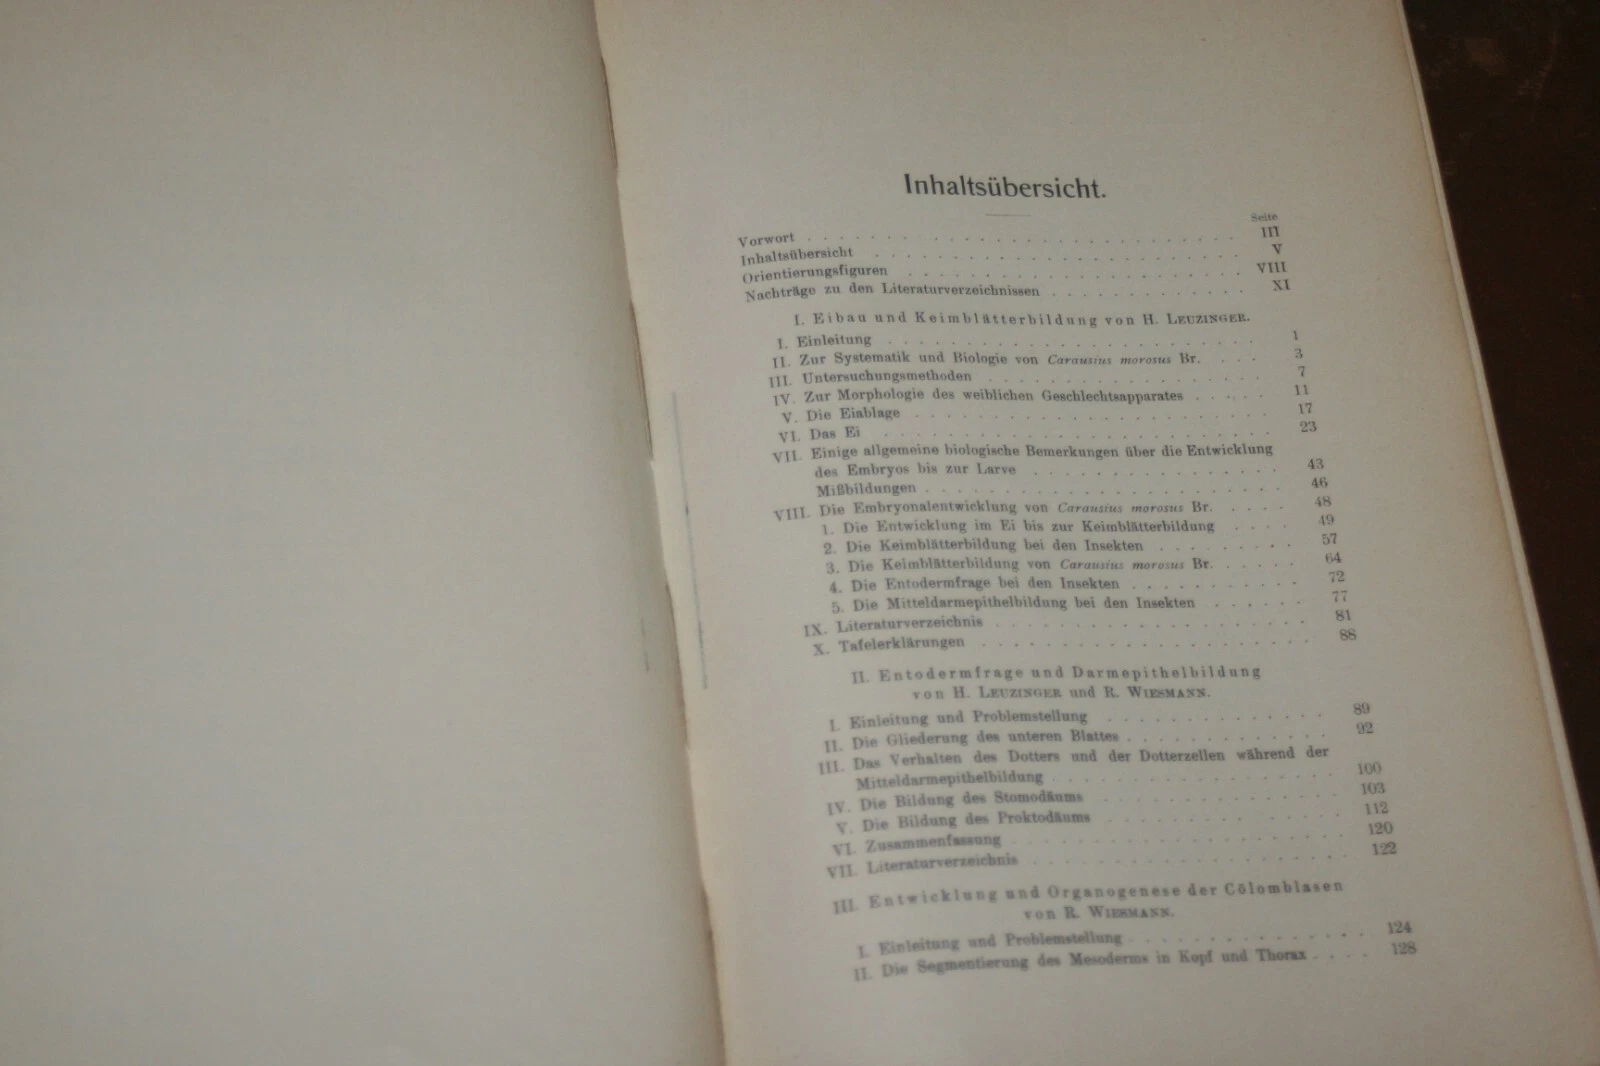 Inhaltsübersicht.
Seite
Vorwort . . . . . . . . . . . . . . . . . . . . . . III
Inhaltsübersicht . . . . . . . . . . . . . . . . . . . V
Orientierungsfiguren . . . . . . . . . . . . . . . . . VIII
Nachträge zu den Literaturverzeichnissen . . . . . . . . . . XI
I. Eibau und Keimblätterbildung von H. Leuzinger.
I. Einleitung . . . . . . . . . . . . . . . . . . . 1
II. Zur Systematik und Biologie von Carausius morosus Br. . . . 3
III. Untersuchungsmethoden . . . . . . . . . . . . . . . 7
IV. Zur Morphologie des weiblichen Geschlechtsapparates . . . . . 11
V. Die Eiablage . . . . . . . . . . . . . . . . . . 17
VI. Das Ei . . . . . . . . . . . . . . . . . . . . 23
VII. Einige allgemeine biologische Bemerkungen über die Entwicklung
des Embryos bis zur Larve . . . . . . . . . . . . . 43
Mißbildungen . . . . . . . . . . . . . . . . . . 46
VIII. Die Embryonalentwicklung von Carausius morosus Br. . . . . 48
1. Die Entwicklung im Ei bis zur Keimblätterbildung . . . . 49
2. Die Keimblätterbildung bei den Insekten . . . . . . . . 57
3. Die Keimblätterbildung von Carausius morosus Br. . . . . . 64
4. Die Entodermfrage bei den Insekten . . . . . . . . . . 72
5. Die Mitteldarmepithelbildung bei den Insekten . . . . . . 77
IX. Literaturverzeichnis . . . . . . . . . . . . . . . . 81
X. Tafelerklärungen . . . . . . . . . . . . . . . . . 88
II. Entodermfrage und Darmepithelbildung
von H. Leuzinger und R. Wiesmann.
I. Einleitung und Problemstellung . . . . . . . . . . . . 89
II. Die Gliederung des unteren Blattes . . . . . . . . . . . 92
III. Das Verhalten des Dotters und der Dotterzellen während der
Mitteldarmepithelbildung . . . . . . . . . . . . . . 100
IV. Die Bildung des Stomodäums . . . . . . . . . . . . . 103
V. Die Bildung des Proktodäums . . . . . . . . . . . . . 112
VI. Zusammenfassung . . . . . . . . . . . . . . . . . 120
VII. Literaturverzeichnis . . . . . . . . . . . . . . . . 122
III. Entwicklung und Organogenese der Cölomblasen
von R. Wiesmann.
I. Einleitung und Problemstellung . . . . . . . . . . . . 124
II. Die Segmentierung des Mesoderms in Kopf und Thorax . . . . 128